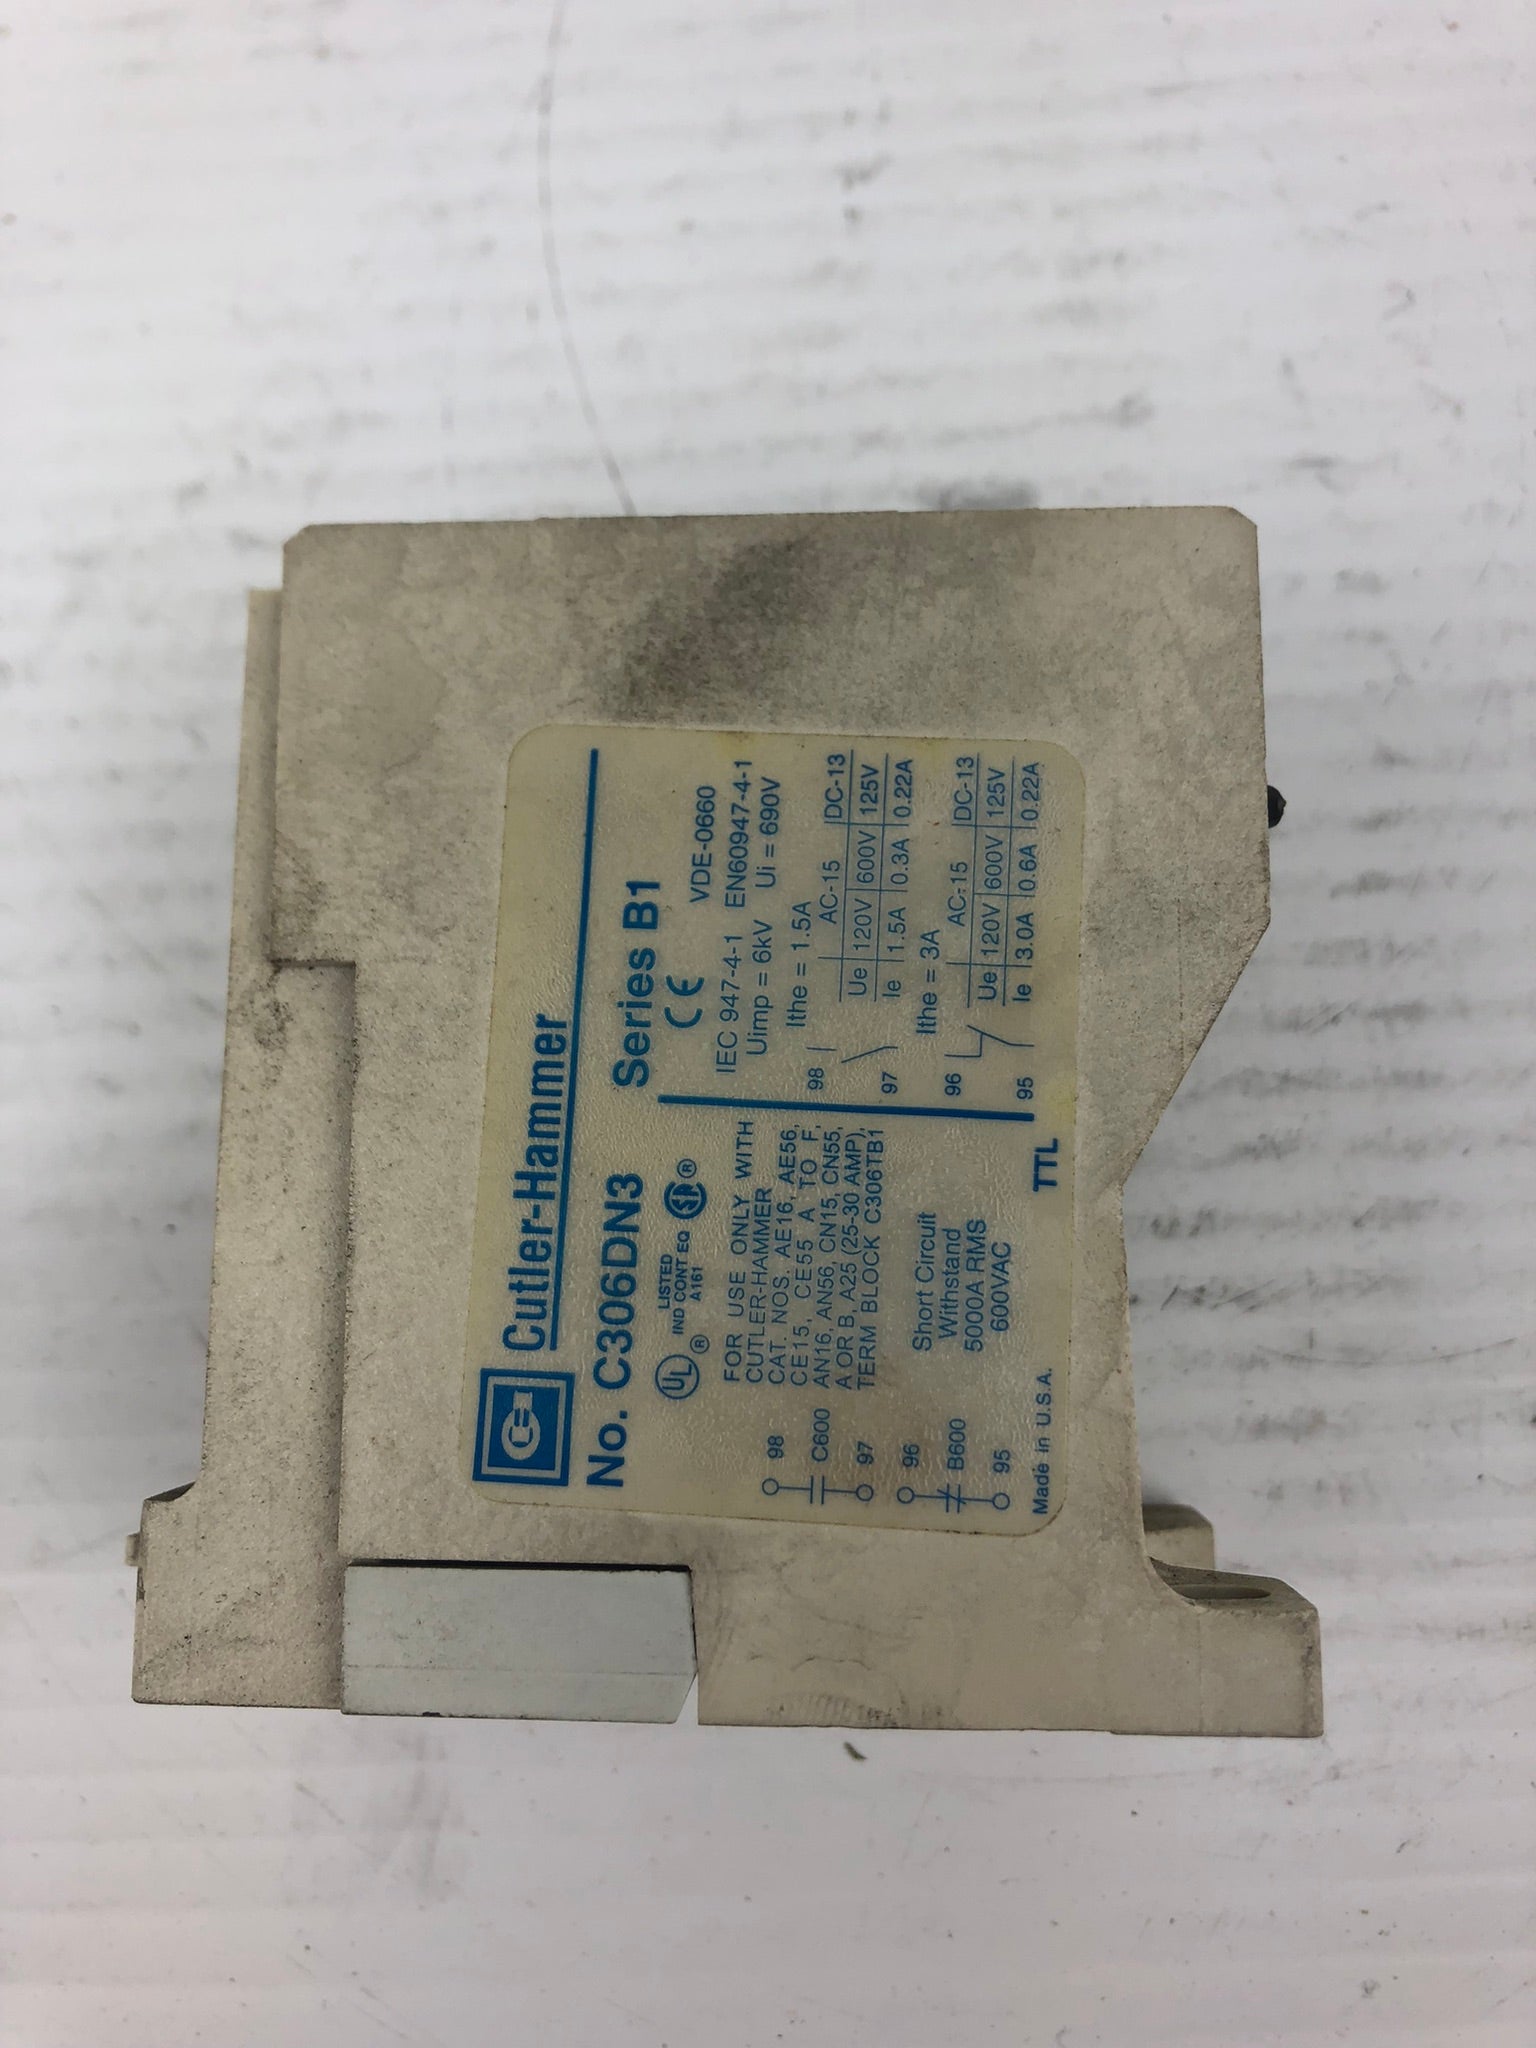 Cutler-Hammer
No. C306DN3 Series B1
UL ® LISTED
IND CONT EQ
A161
SA ®
CE
FOR USE ONLY WITH
CUTLER-HAMMER
CAT. NOS. AE16, AE56,
CE15, CE55 A TO F,
AN16, AN56, CN15, CN55,
A OR B, A25 (25-30 AMP),
TERM BLOCK C306TB1
98
C600
97
96
B600
95
Short Circuit
Withstand
5000A RMS
600VAC
Made in U.S.A.
TTL
VDE-0660
IEC 947-4-1 EN60947-4-1
Uimp = 6kV Ui = 690V
98
97
Ithe = 1.5A
AC-15 DC-13
Ue 120V 600V 125V
Ie 1.5A 0.3A 0.22A
96
95
Ithe = 3A
AC-15 DC-13
Ue 120V 600V 125V
Ie 3.0A 0.6A 0.22A